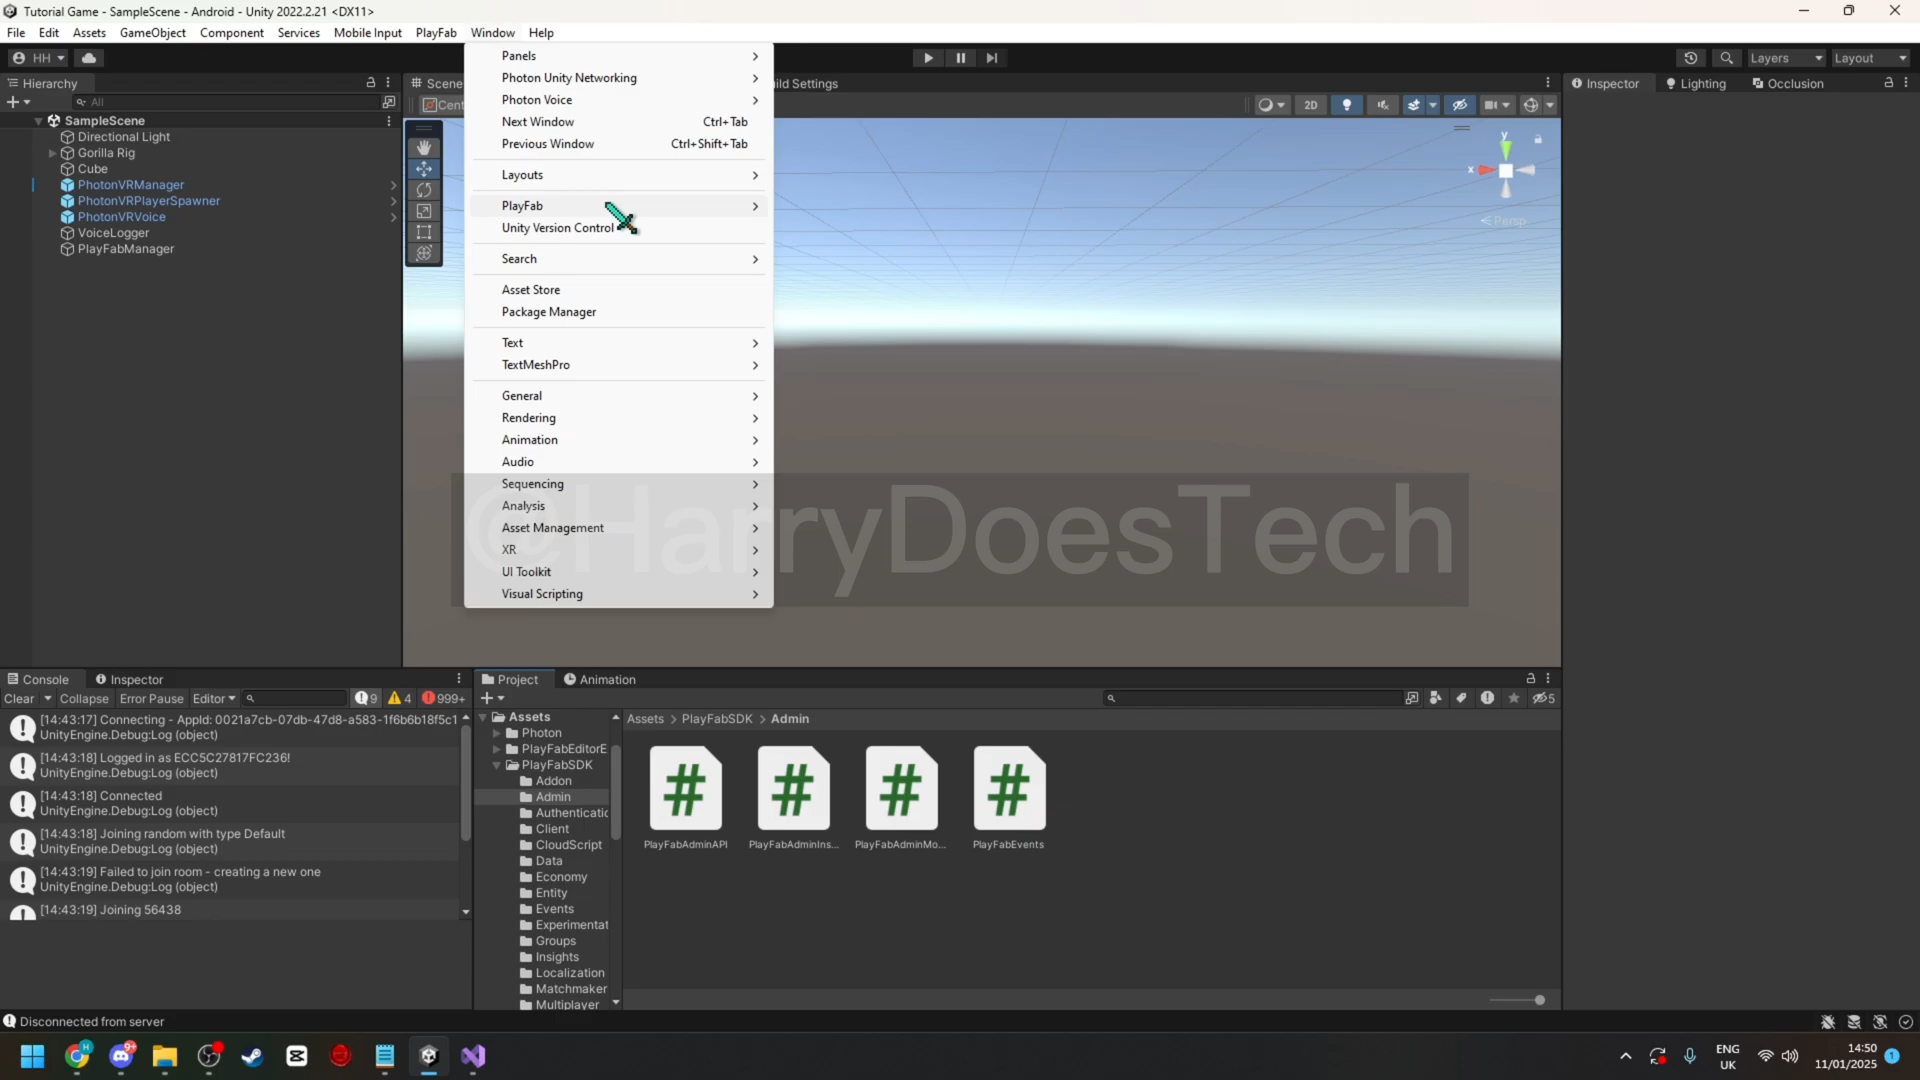 Tutorial Game - SampleScene - Android - Unity 2022.2.21 <DX11>
File Edit Assets GameObject Component Services Mobile Input PlayFab Window Help
HH
Layers
Layout
Hierarchy
All
SampleScene
Directional Light
Gorilla Rig
Cube
PhotonVRManager
PhotonVRPlayerSpawner
PhotonVRVoice
VoiceLogger
PlayFabManager
Scene
ild Settings
Cent
2D
y
x
Persp
Panels
Photon Unity Networking
Photon Voice
Next Window Ctrl+Tab
Previous Window Ctrl+Shift+Tab
Layouts
PlayFab
Unity Version Control
Search
Asset Store
Package Manager
Text
TextMeshPro
General
Rendering
Animation
Audio
Sequencing
Analysis
Asset Management
XR
UI Toolkit
Visual Scripting
@HarryDoesTech
Inspector
Lighting
Occlusion
Console
Inspector
Clear Collapse Error Pause Editor 9 4 999+
[14:43:17] Connecting - AppId: 0021a7cb-07db-47d8-a583-1f6b6b18f5c1
UnityEngine.Debug:Log (object)
[14:43:18] Logged in as ECC5C27817FC236!
UnityEngine.Debug:Log (object)
[14:43:18] Connected
UnityEngine.Debug:Log (object)
[14:43:18] Joining random with type Default
UnityEngine.Debug:Log (object)
[14:43:19] Failed to join room - creating a new one
UnityEngine.Debug:Log (object)
[14:43:19] Joining 56438
Project
Animation
5
Assets
Photon
PlayFabEditorE
PlayFabSDK
Addon
Admin
Authenticatic
Client
CloudScript
Data
Economy
Entity
Events
Experimentat
Groups
Insights
Localization
Matchmaker
Multiplayer
Assets > PlayFabSDK > Admin
PlayFabAdminAPI
PlayFabAdminIns...
PlayFabAdminMo...
PlayFabEvents
Disconnected from server
H
9+
ENG
UK
14:50
11/01/2025
1